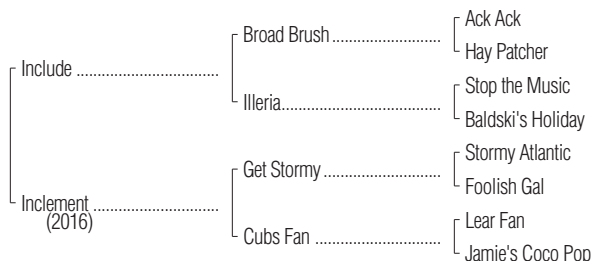 Ack Ack
Broad Brush ..............................
Hay Patcher
Include .......................................
Stop the Music
Illeria............................................
Baldski's Holiday
Stormy Atlantic
Get Stormy ................................
Foolish Gal
Inclement ..................................
(2016)
Lear Fan
Cubs Fan ...................................
Jamie's Coco Pop